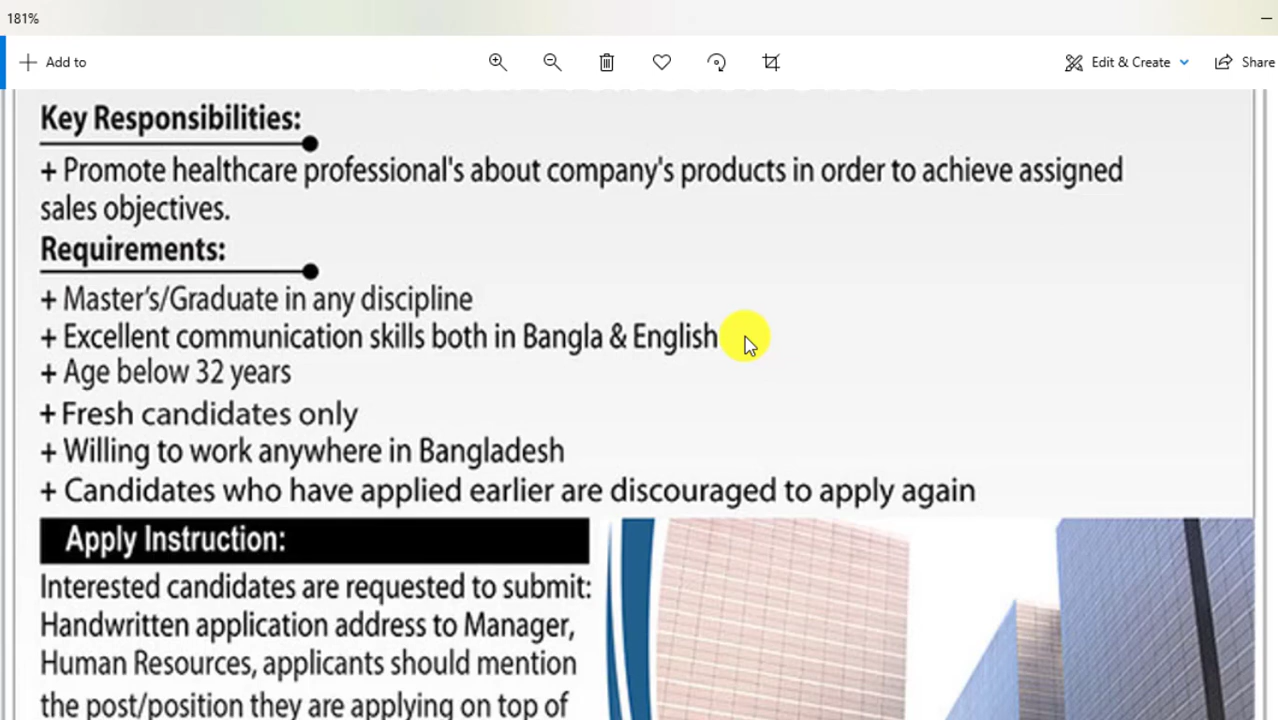 181%
Add to
Edit & Create
Share
Key Responsibilities:
+ Promote healthcare professional's about company's products in order to achieve assigned
sales objectives.
Requirements:
+ Master's/Graduate in any discipline
+ Excellent communication skills both in Bangla & English
+ Age below 32 years
+ Fresh candidates only
+ Willing to work anywhere in Bangladesh
+ Candidates who have applied earlier are discouraged to apply again
Apply Instruction:
Interested candidates are requested to submit:
Handwritten application address to Manager,
Human Resources, applicants should mention
the post/position they are applying on top of